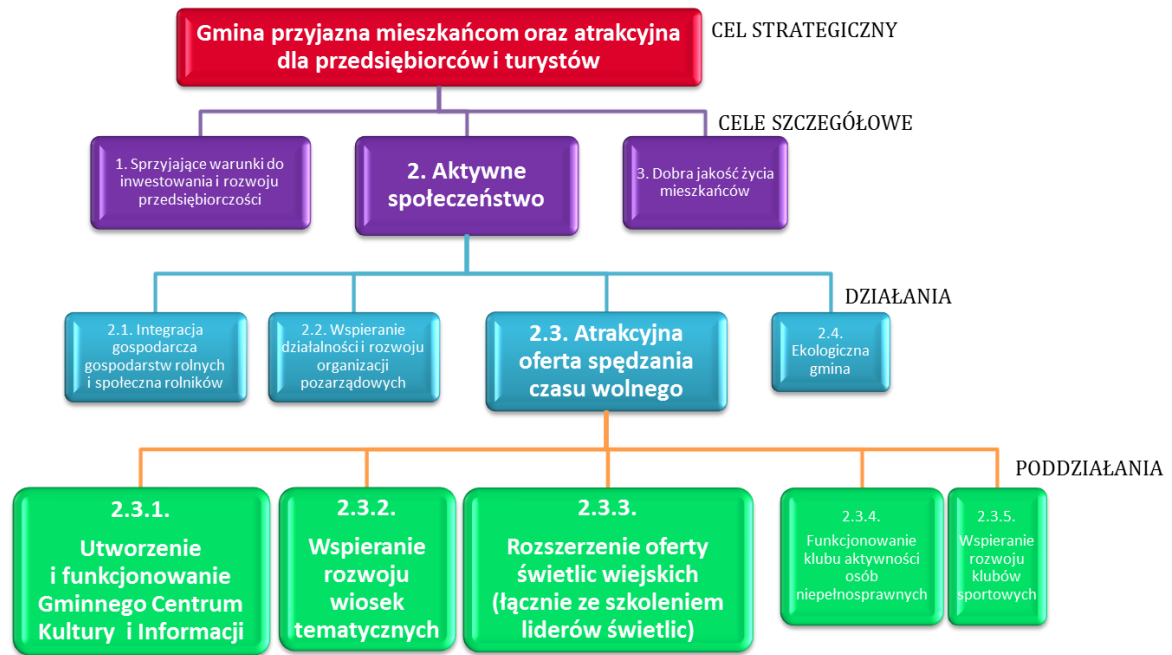 Gmina przyjazna mieszkańcom oraz atrakcyjna
dla przedsiębiorców i turystów
CEL STRATEGICZNY
CELE SZCZEGÓŁOWE
1. Sprzyjające warunki do
inwestowania i rozwoju
przedsiębiorczości
2. Aktywne
społeczeństwo
3. Dobra jakość życia
mieszkańców
DZIAŁANIA
2.1. Integracja
gospodarcza
gospodarstw rolnych
i społeczna rolników
2.2. Wspieranie
działalności i rozwoju
organizacji
pozarządowych
2.3. Atrakcyjna
oferta spędzania
czasu wolnego
2.4.
Ekologiczna
gmina
PODDZIAŁANIA
2.3.1.
Utworzenie
i funkcjonowanie
Gminnego Centrum
Kultury i Informacji
2.3.2.
Wspieranie
rozwoju
wiosek
tematycznych
2.3.3.
Rozszerzenie oferty
świetlic wiejskich
(łącznie ze szkoleniem
liderów świetlic)
2.3.4.
Funkcjonowanie
klubu aktywności
osób
niepełnosprawnych
2.3.5.
Wspieranie
rozwoju
klubów
sportowych